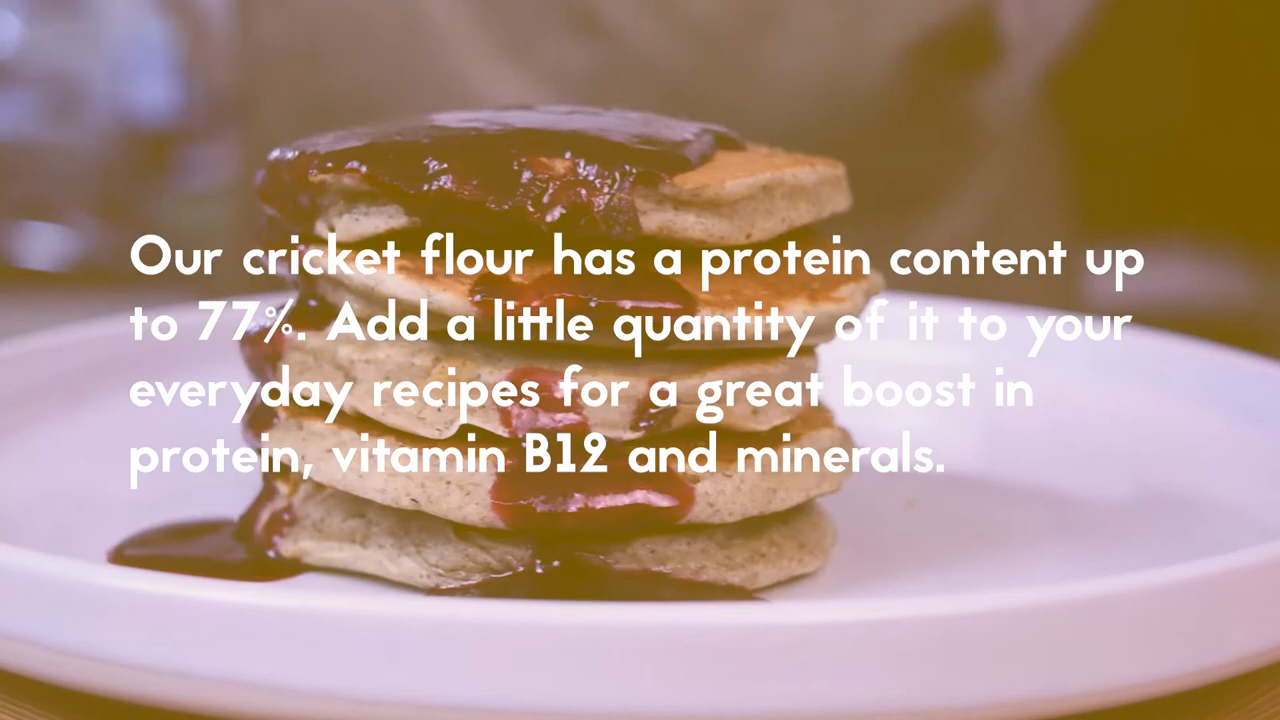 Our cricket flour has a protein content up
to 77%. Add a little quantity of it to your
everyday recipes for a great boost in
protein, vitamin B12 and minerals.